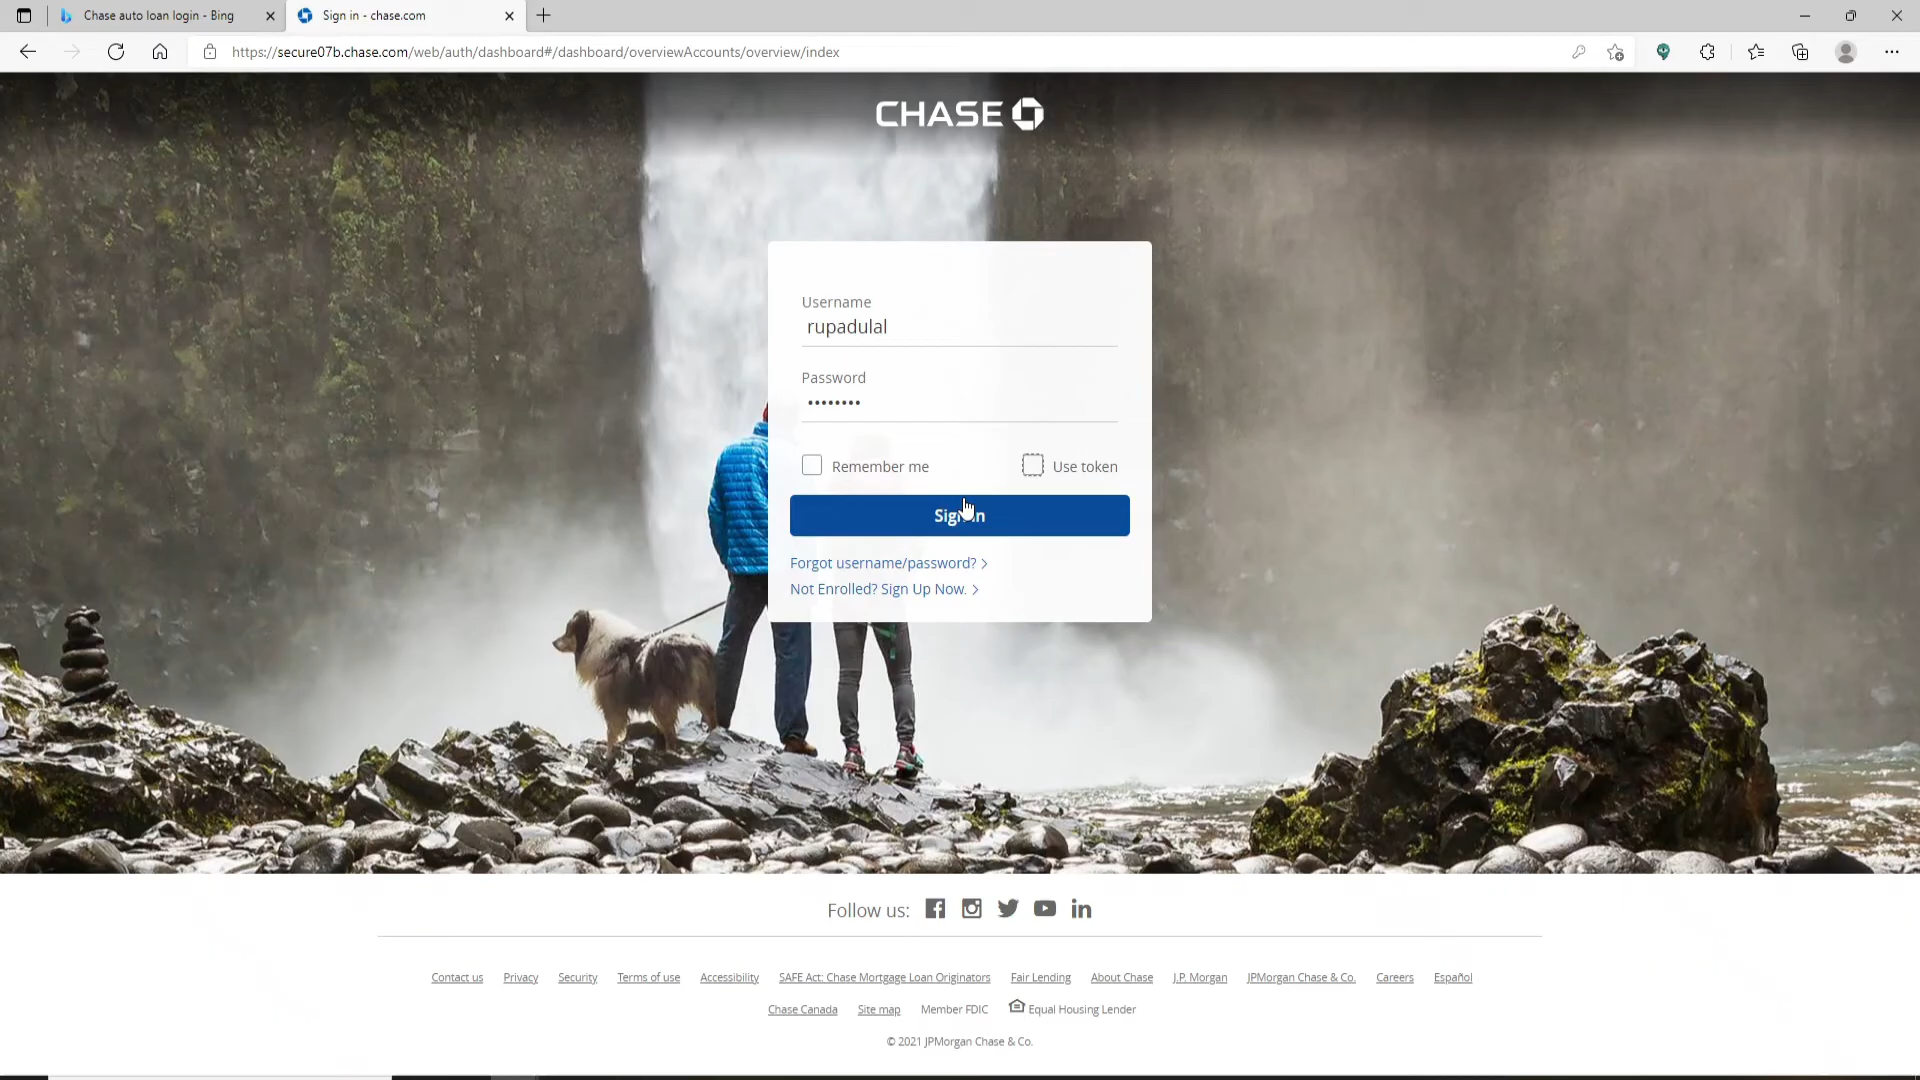 Chase auto loan login - Bing
Sign in - chase.com
https://secure07b.chase.com/web/auth/dashboard#/dashboard/overviewAccounts/overview/index
CHASE
Username
rupadulal
Password
••••••••
Remember me
Use token
Sign in
Forgot username/password? >
Not Enrolled? Sign Up Now. >
Follow us:
Contact us Privacy Security Terms of use Accessibility SAFE Act: Chase Mortgage Loan Originators Fair Lending About Chase J.P. Morgan JPMorgan Chase & Co. Careers Español
Chase Canada Site map Member FDIC Equal Housing Lender
© 2021 JPMorgan Chase & Co.